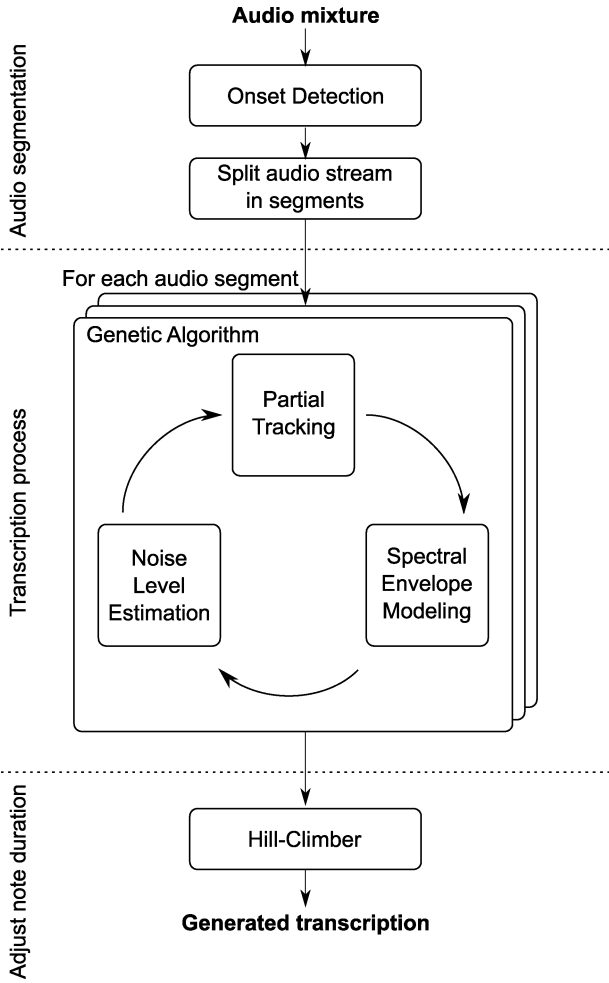 Audio mixture
Audio segmentation
Onset Detection
Split audio stream
in segments
For each audio segment
Genetic Algorithm
Transcription process
Partial
Tracking
Noise
Level
Estimation
Spectral
Envelope
Modeling
Adjust note duration
Hill-Climber
Generated transcription